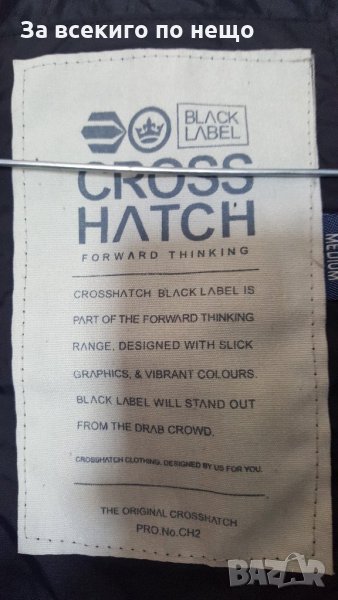 За всекиго по нещо
BLACK
LABEL
CROSS
HATCH
FORWARD THINKING
MEDIUM
CROSSHATCH BLACK LABEL IS
PART OF THE FORWARD THINKING
RANGE, DESIGNED WITH SLICK
GRAPHICS, & VIBRANT COLOURS.
BLACK LABEL WILL STAND OUT
FROM THE DRAB CROWD.
CROSSHATCH CLOTHING. DESIGNED BY US FOR YOU.
THE ORIGINAL CROSSHATCH
PRO.No.CH2
BAZAR